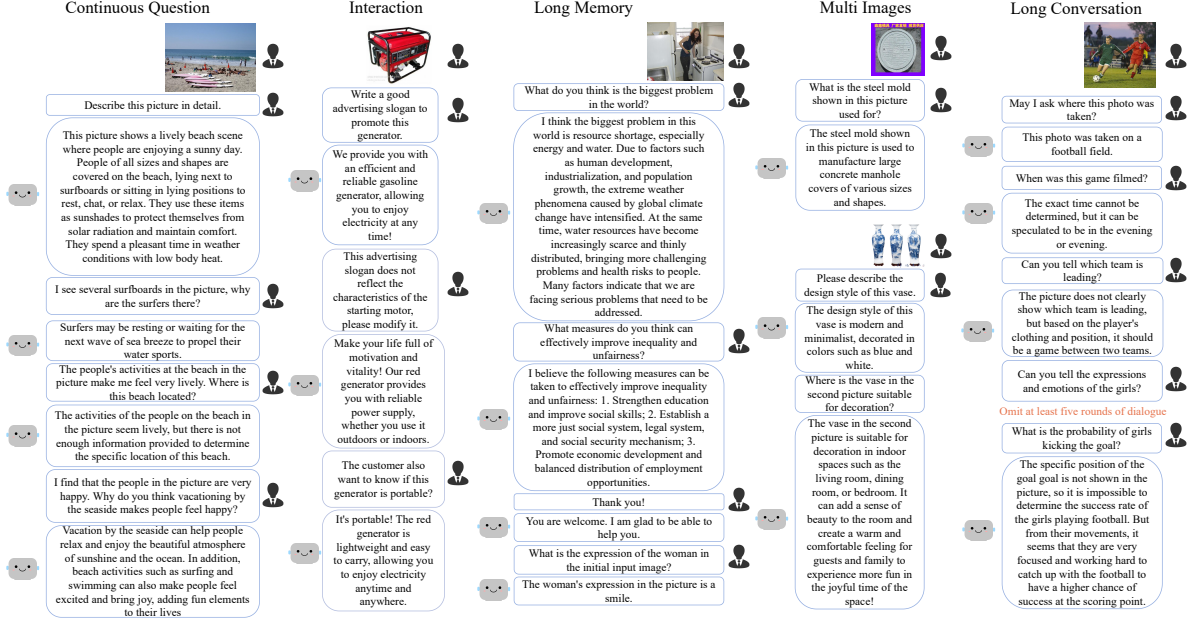 Continuous Question
Describe this picture in detail.
This picture shows a lively beach scene
where people are enjoying a sunny day.
People of all sizes and shapes are
covered on the beach, lying next to
surfboards or sitting in lying positions to
rest, chat, or relax. They use these items
as sunshades to protect themselves from
solar radiation and maintain comfort.
They spend a pleasant time in weather
conditions with low body heat.
I see several surfboards in the picture, why
are the surfers there?
Surfers may be resting or waiting for the
next wave of sea breeze to propel their
water sports.
The people's activities at the beach in the
picture make me feel very lively. Where is
this beach located?
The activities of the people on the beach in
the picture seem lively, but there is not
enough information provided to determine
the specific location of this beach.
I find that the people in the picture are very
happy. Why do you think vacationing by
the seaside makes people feel happy?
Vacation by the seaside can help people
relax and enjoy the beautiful atmosphere
of sunshine and the ocean. In addition,
beach activities such as surfing and
swimming can also make people feel
excited and bring joy, adding fun elements
to their lives
Interaction
Write a good
advertising slogan to
promote this
generator.
We provide you with
an efficient and
reliable gasoline
generator, allowing
you to enjoy
electricity at any
time!
This advertising
slogan does not
reflect the
characteristics of the
starting motor,
please modify it.
Make your life full of
motivation and
vitality! Our red
generator provides
you with reliable
power supply,
whether you use it
outdoors or indoors.
The customer also
want to know if this
generator is portable?
It's portable! The red
generator is
lightweight and easy
to carry, allowing you
to enjoy electricity
anytime and
anywhere.
Long Memory
What do you think is the biggest problem
in the world?
I think the biggest problem in this
world is resource shortage, especially
energy and water. Due to factors such
as human development,
industrialization, and population
growth, the extreme weather
phenomena caused by global climate
change have intensified. At the same
time, water resources have become
increasingly scarce and thinly
distributed, bringing more challenging
problems and health risks to people.
Many factors indicate that we are
facing serious problems that need to be
addressed.
What measures do you think can
effectively improve inequality and
unfairness?
I believe the following measures can be
taken to effectively improve inequality
and unfairness: 1. Strengthen education
and improve social skills; 2. Establish a
more just social system, legal system,
and social security mechanism; 3.
Promote economic development and
balanced distribution of employment
opportunities.
Thank you!
You are welcome. I am glad to be able to
help you.
What is the expression of the woman in
the initial input image?
The woman's expression in the picture is a
smile.
Multi Images
What is the steel mold
shown in this picture
used for?
The steel mold shown
in this picture is used to
manufacture large
concrete manhole
covers of various sizes
and shapes.
Please describe the
design style of this vase.
The design style of this
vase is modern and
minimalist, decorated in
colors such as blue and
white.
Where is the vase in the
second picture suitable
for decoration?
The vase in the second
picture is suitable for
decoration in indoor
spaces such as the
living room, dining
room, or bedroom. It
can add a sense of
beauty to the room and
create a warm and
comfortable feeling for
guests and family to
experience more fun in
the joyful time of the
space!
Long Conversation
May I ask where this photo was
taken?
This photo was taken on a
football field.
When was this game filmed?
The exact time cannot be
determined, but it can be
speculated to be in the evening
or evening.
Can you tell which team is
leading?
The picture does not clearly
show which team is leading,
but based on the player's
clothing and position, it should
be a game between two teams.
Can you tell the expressions
and emotions of the girls?
Omit at least five rounds of dialogue
What is the probability of girls
kicking the goal?
The specific position of the
goal goal is not shown in the
picture, so it is impossible to
determine the success rate of
the girls playing football. But
from their movements, it
seems that they are very
focused and working hard to
catch up with the football to
have a higher chance of
success at the scoring point.